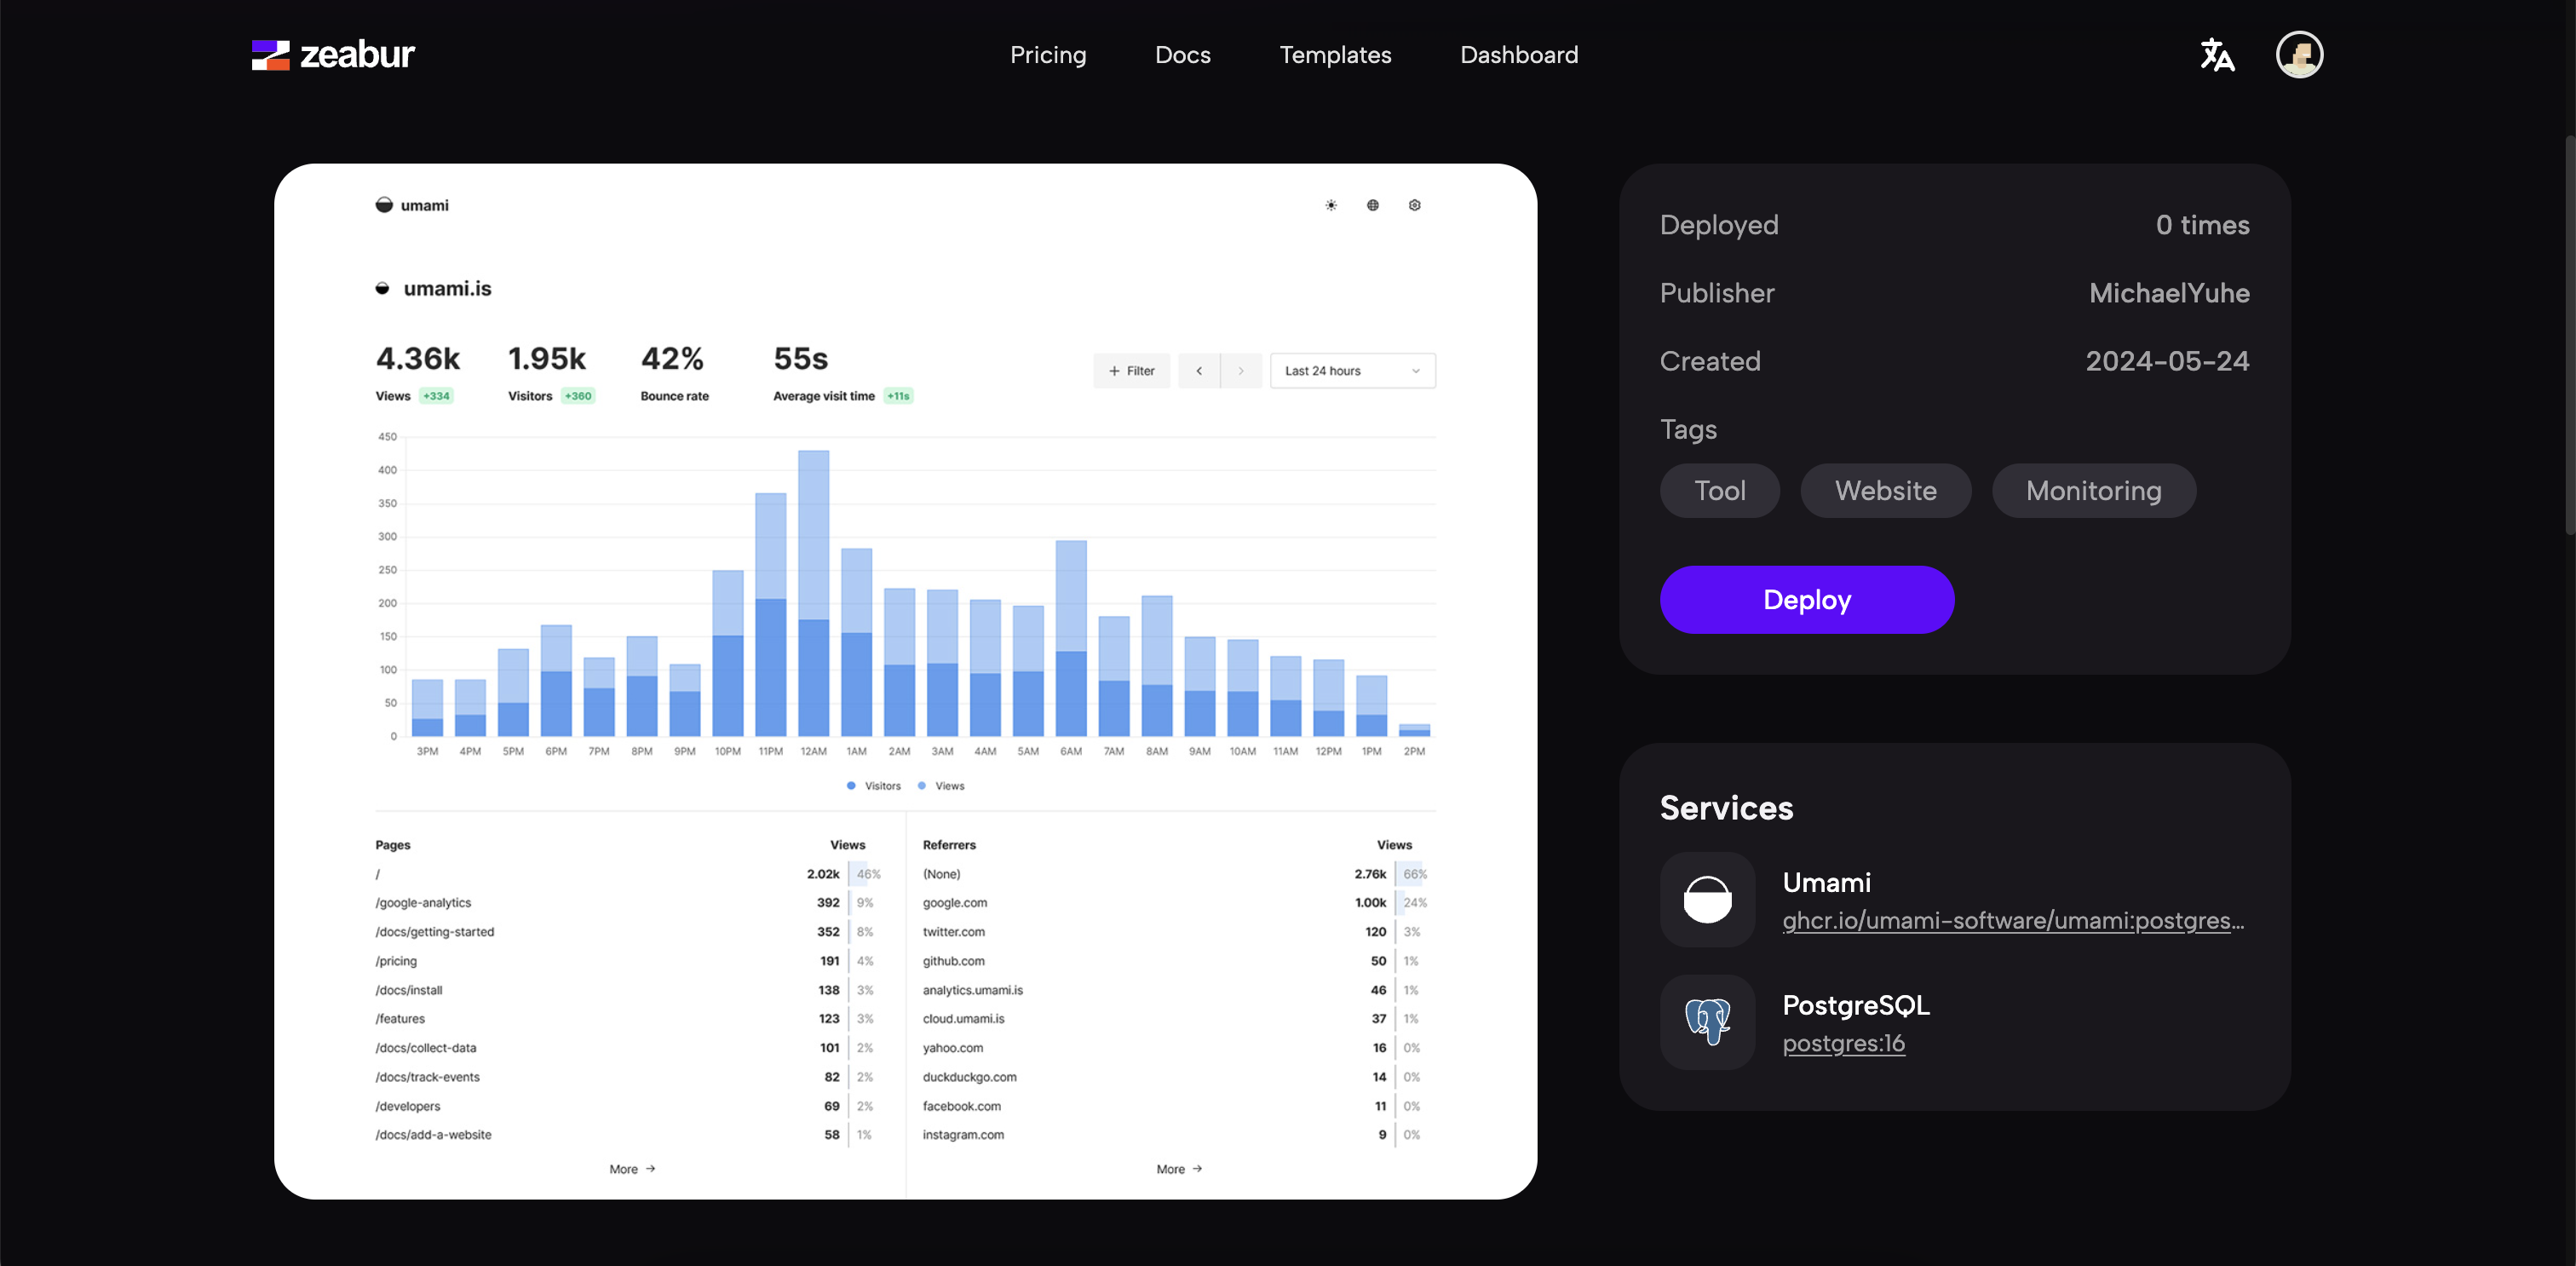 zeabur
Pricing Docs Templates Dashboard
umami
umami.is
4.36k 1.95k 42% 55s
Views +334 Visitors +360 Bounce rate Average visit time +11s
+ Filter < > Last 24 hours
450
400
350
300
250
200
150
100
50
0
3PM 4PM 5PM 6PM 7PM 8PM 9PM 10PM 11PM 12AM 1AM 2AM 3AM 4AM 5AM 6AM 7AM 8AM 9AM 10AM 11AM 12PM 1PM 2PM
Visitors Views
Pages Views
/ 2.02k 46%
/google-analytics 392 9%
/docs/getting-started 352 8%
/pricing 191 4%
/docs/install 138 3%
/features 123 3%
/docs/collect-data 101 2%
/docs/track-events 82 2%
/developers 69 2%
/docs/add-a-website 58 1%
More →
Referrers Views
(None) 2.76k 66%
google.com 1.00k 24%
twitter.com 120 3%
github.com 50 1%
analytics.umami.is 46 1%
cloud.umami.is 37 1%
yahoo.com 16 0%
duckduckgo.com 14 0%
facebook.com 11 0%
instagram.com 9 0%
More →
Deployed 0 times
Publisher MichaelYuhe
Created 2024-05-24
Tags
Tool Website Monitoring
Deploy
Services
Umami
ghcr.io/umami-software/umami:postgres...
PostgreSQL
postgres:16